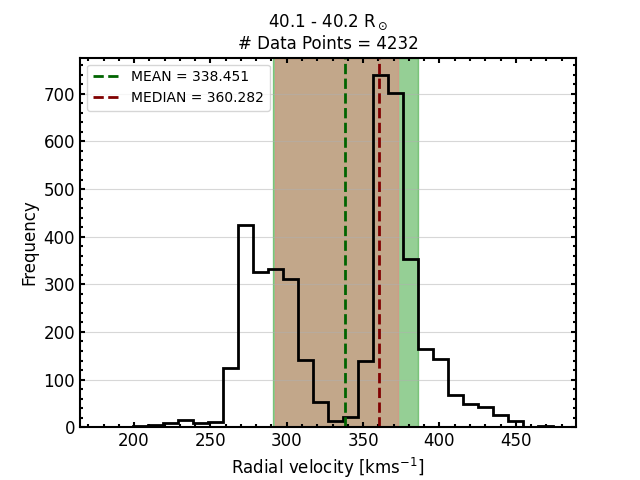 40.1 - 40.2 R⊙
# Data Points = 4232
MEAN = 338.451
MEDIAN = 360.282
Frequency
700
600
500
400
300
200
100
0
200 250 300 350 400 450
Radial velocity [kms⁻¹]